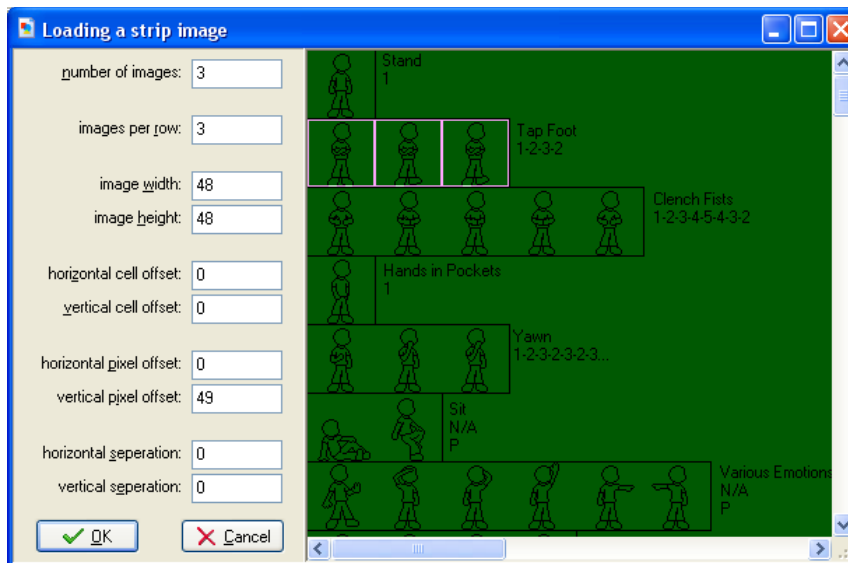 Loading a strip image
number of images: 3
images per row: 3
image width: 48
image height: 48
horizontal cell offset: 0
vertical cell offset: 0
horizontal pixel offset: 0
vertical pixel offset: 49
horizontal seperation: 0
vertical seperation: 0
OK
Cancel
Stand
1
Tap Foot
1-2-3-2
Clench Fists
1-2-3-4-5-4-3-2
Hands in Pockets
1
Yawn
1-2-3-2-3-2-3...
Sit
N/A
P
Various Emotions
N/A
P